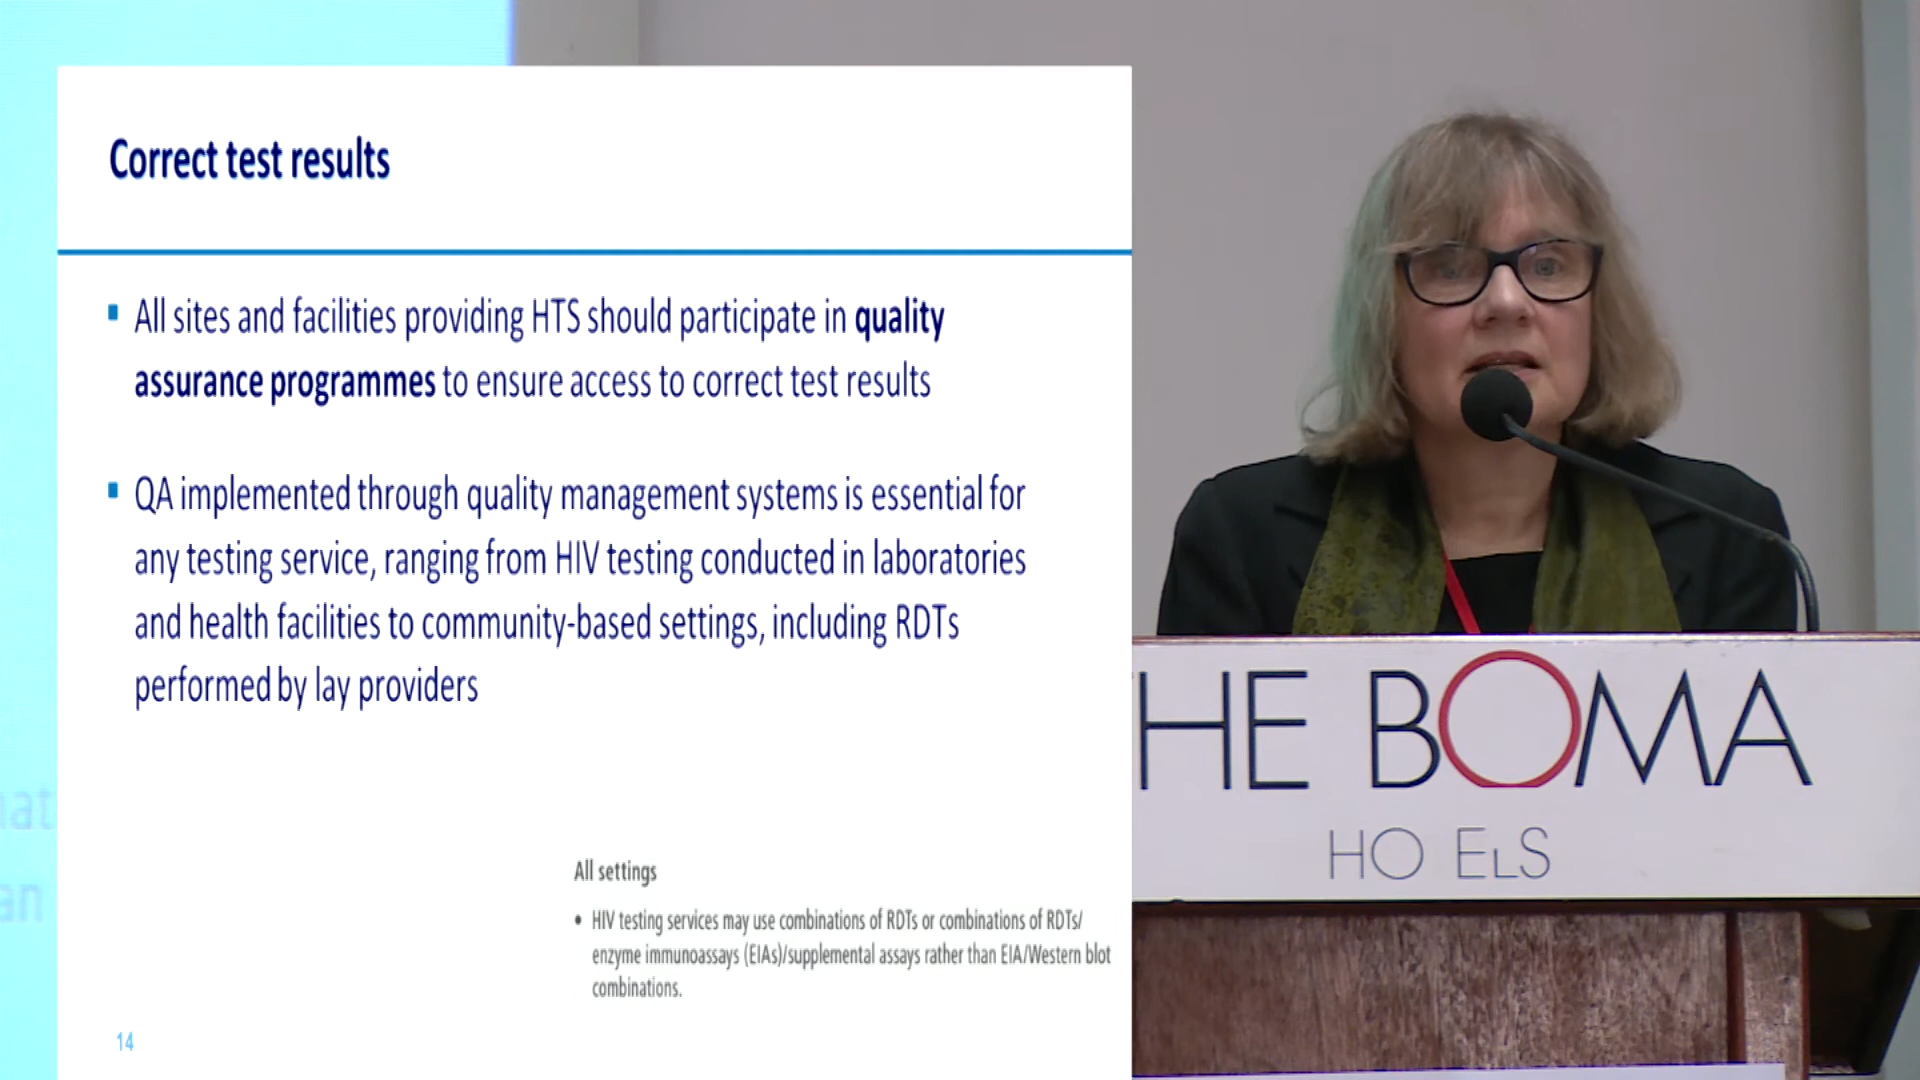 Correct test results
All sites and facilities providing HTS should participate in quality
assurance programmes to ensure access to correct test results
QA implemented through quality management systems is essential for
any testing service, ranging from HIV testing conducted in laboratories
and health facilities to community-based settings, including RDTs
performed by lay providers
All settings
• HIV testing services may use combinations of RDTs or combinations of RDTs/
enzyme immunoassays (EIAs)/supplemental assays rather than EIA/Western blot
combinations.
14
HE BOMA
HO ELS
at
an